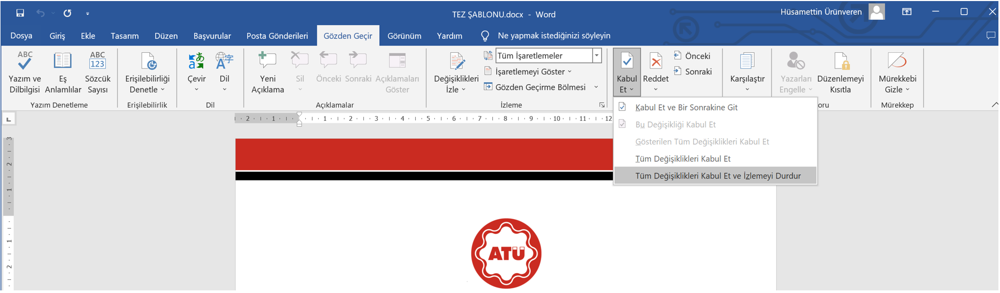 TEZ ŞABLONU.docx - Word
Hüsamettin Ürünveren
Dosya Giriş Ekle Tasarım Düzen Başvurular Posta Gönderileri Gözden Geçir Görünüm Yardım Ne yapmak istediğinizi söyleyin
ABC
Yazım ve
Dilbilgisi
Eş
Anlamlılar
ABC
123
Sözcük
Sayısı
Yazım Denetleme
Erişilebilirliği
Denetle
Erişilebilirlik
Çevir
Dil
Dil
Yeni
Açıklama
Sil
Önceki
Sonraki
Açıklamaları
Göster
Açıklamalar
Değişiklikleri
İzle
Tüm İşaretlemeler
İşaretlemeyi Göster
Gözden Geçirme Bölmesi
İzleme
Kabul
Et
Reddet
Önceki
Sonraki
Karşılaştır
Yazarları
Engelle
Düzenlemeyi
Kısıtla
oru
Mürekkebi
Gizle
Mürekkep
Kabul Et ve Bir Sonrakine Git
Bu Değişikliği Kabul Et
Gösterilen Tüm Değişiklikleri Kabul Et
Tüm Değişiklikleri Kabul Et
Tüm Değişiklikleri Kabul Et ve İzlemeyi Durdur
2 1 1 2 3 4 5 6 7 8 9 10 11 12
3
2
1
1
2
ATÜ